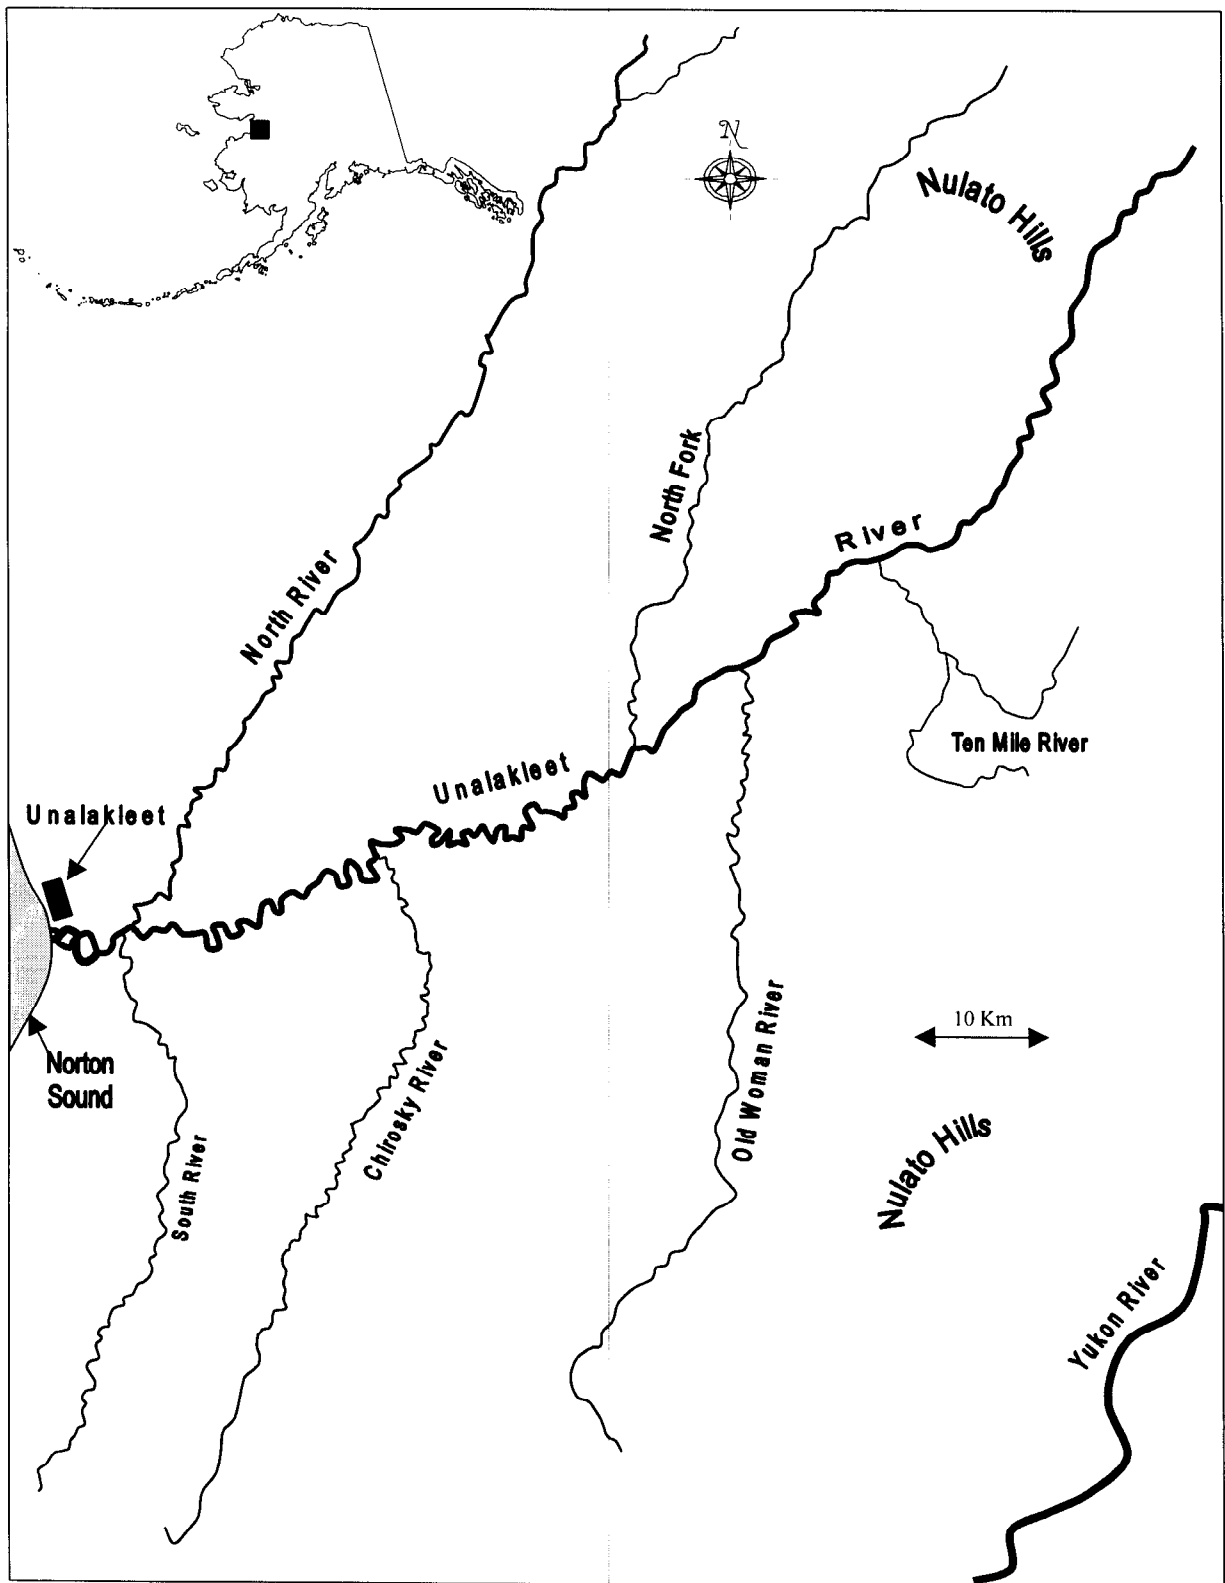 N
Nulato Hills
North Fork
River
North River
Ten Mile River
Unalakleet
Unalakleet
10 Km
Old Woman River
Norton
Sound
Chirosky River
South River
Nulato Hills
Yukon River